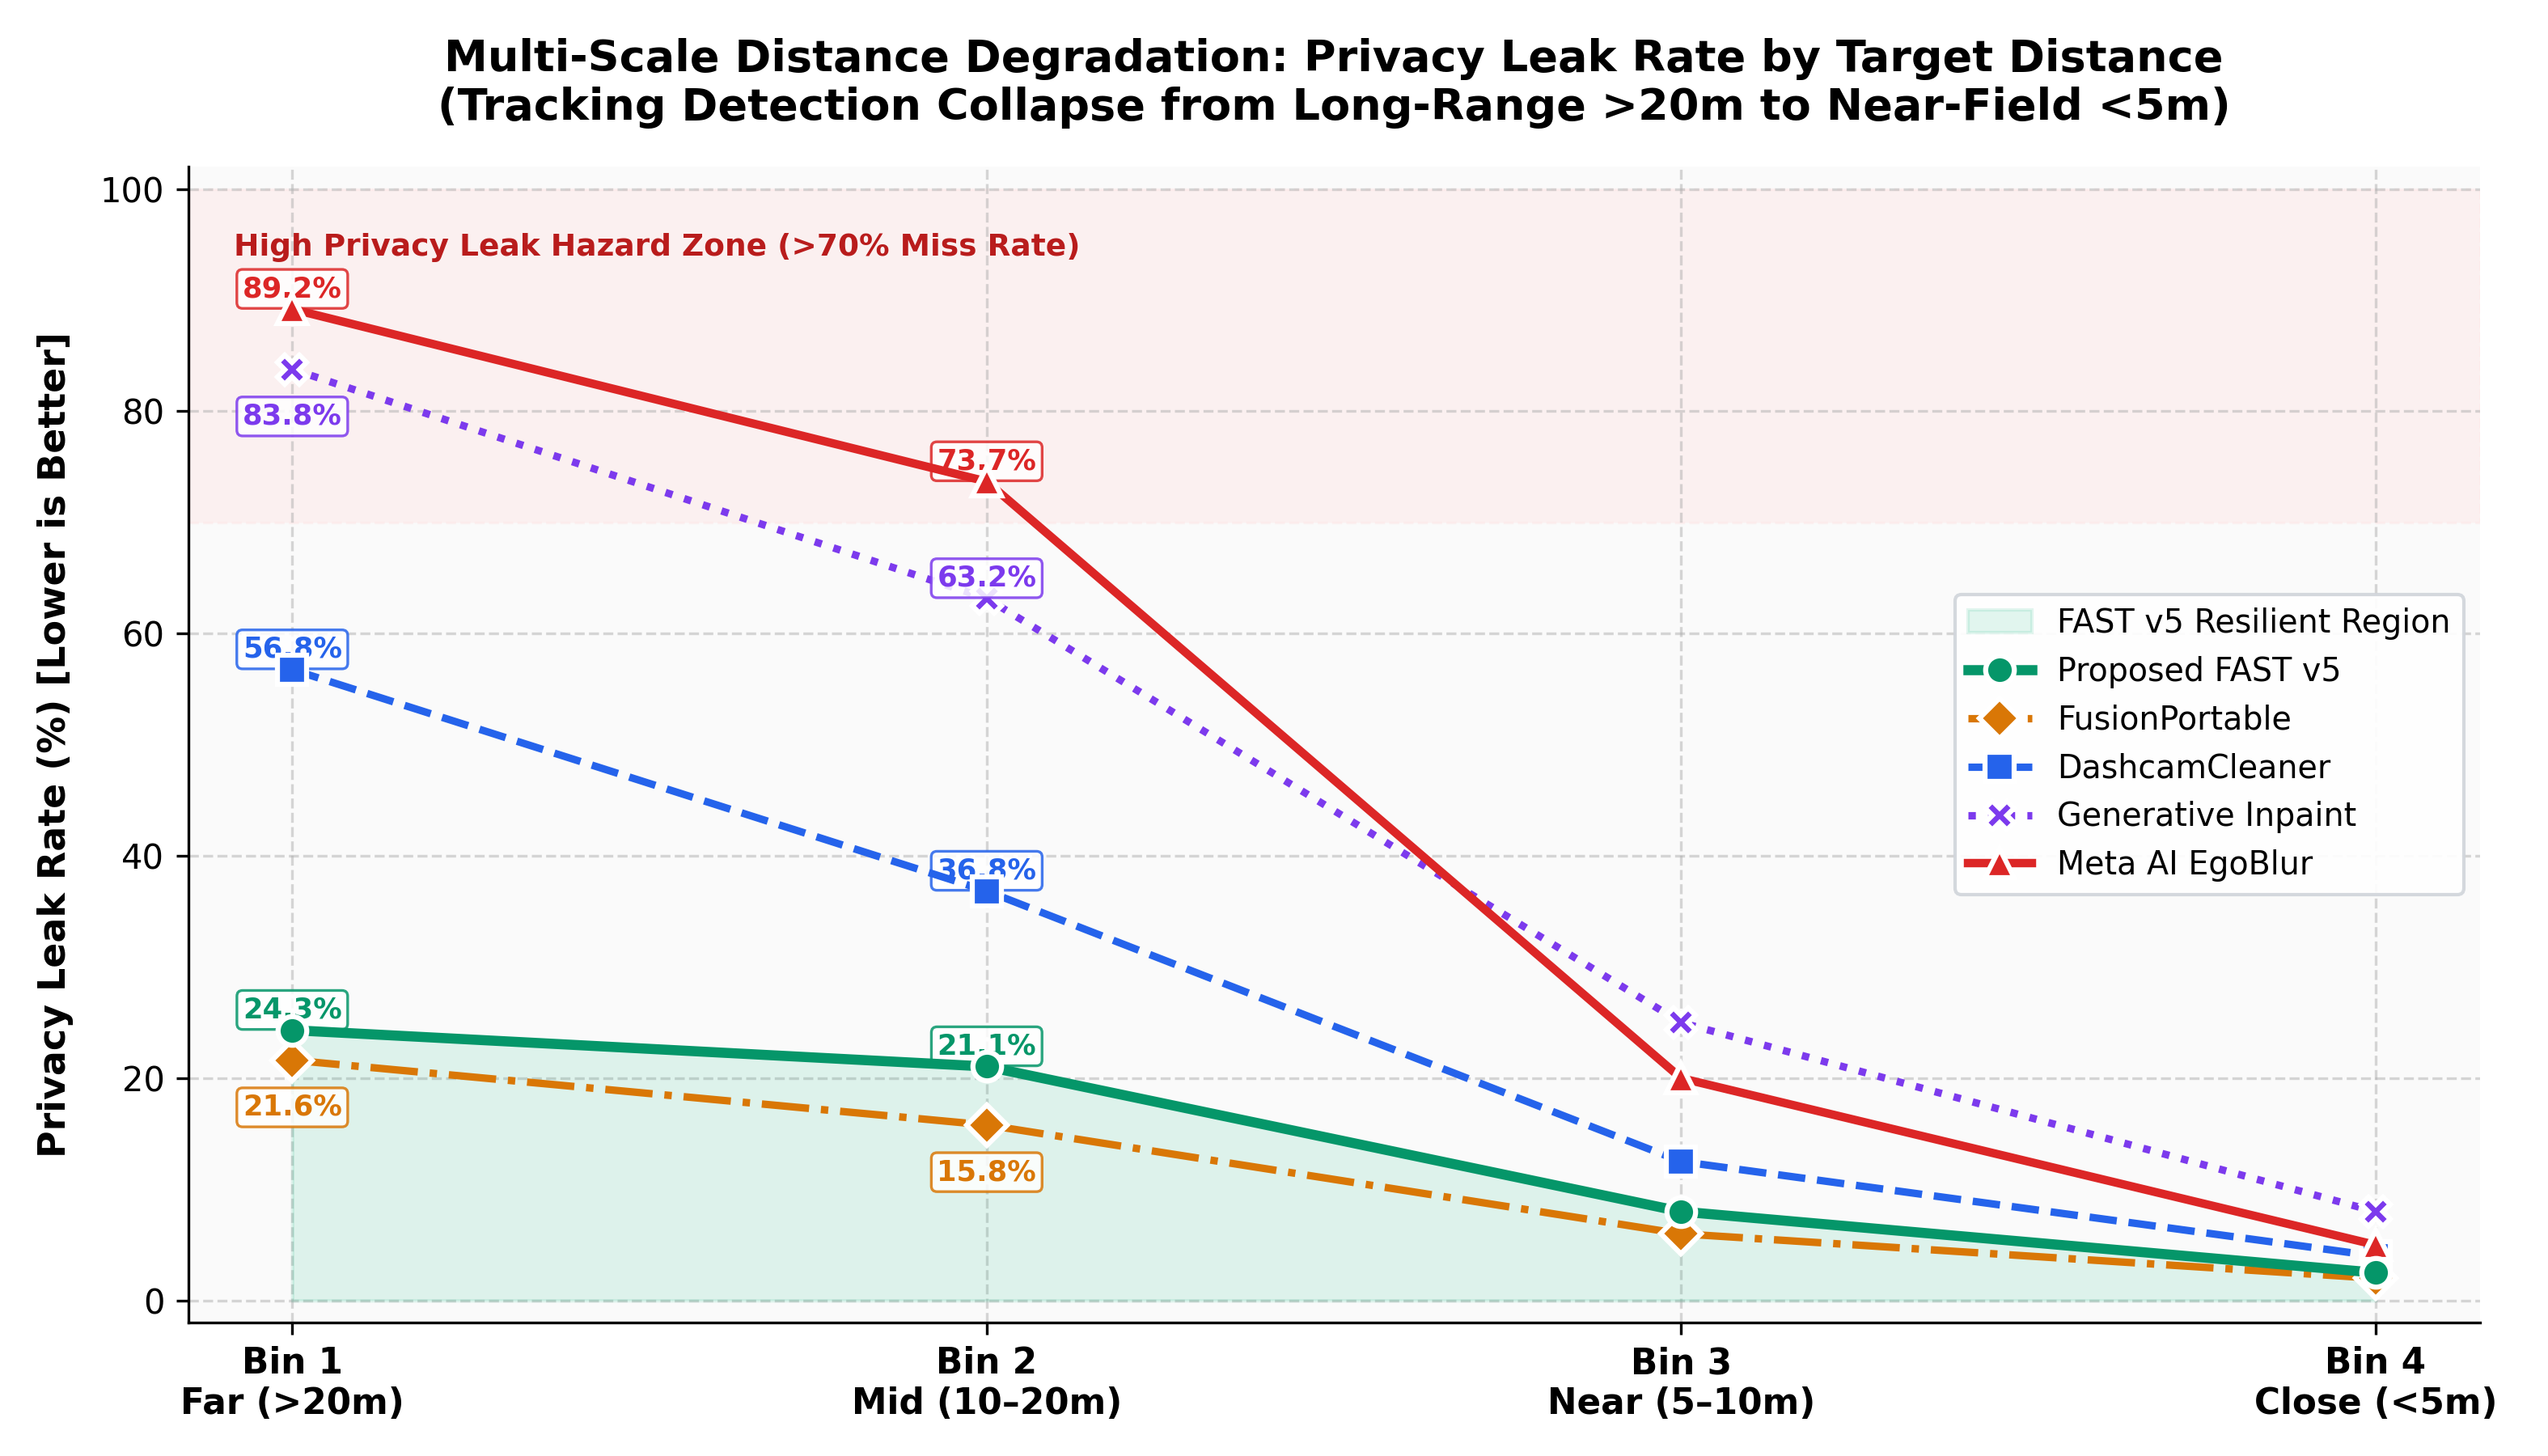 Multi-Scale Distance Degradation: Privacy Leak Rate by Target Distance
(Tracking Detection Collapse from Long-Range >20m to Near-Field <5m)
Privacy Leak Rate (%) [Lower is Better]
100
80
60
40
20
0
High Privacy Leak Hazard Zone (>70% Miss Rate)
89.2%
83.8%
73.7%
63.2%
56.8%
36.8%
24.3%
21.1%
21.6%
15.8%
FAST v5 Resilient Region
Proposed FAST v5
FusionPortable
DashcamCleaner
Generative Inpaint
Meta AI EgoBlur
Bin 1
Far (>20m)
Bin 2
Mid (10–20m)
Bin 3
Near (5–10m)
Bin 4
Close (<5m)